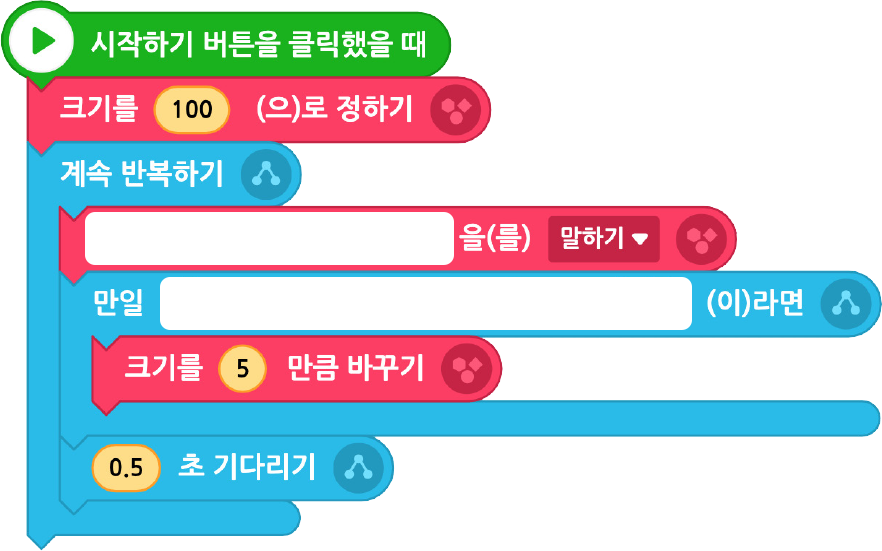 시작하기 버튼을 클릭했을 때
크기를 100 (으)로 정하기
계속 반복하기
을(를) 말하기
만일 (이)라면
크기를 5 만큼 바꾸기
0.5 초 기다리기